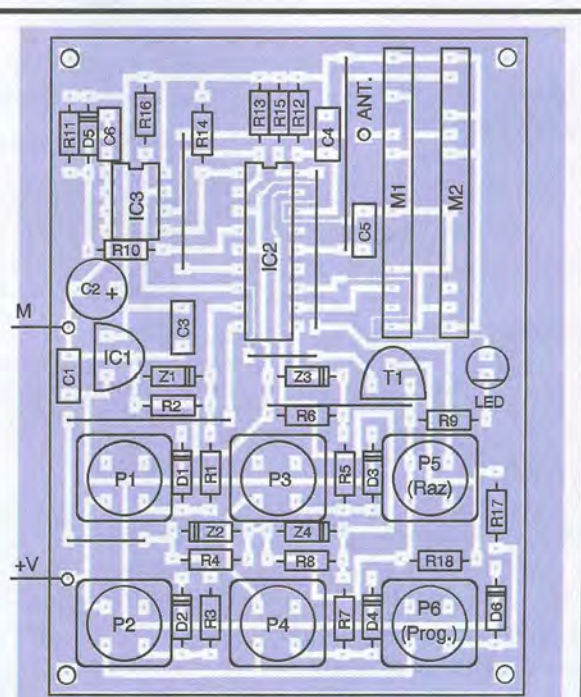 R11
D5
C6
R16
R14
R13
R15
R12
C4
ANT.
M1
M2
IC3
IC2
C5
R10
C2
+
M
C3
IC1
C1
Z1
Z3
T1
LED
R2
R6
R9
P1
D1
R1
P3
R5
D3
P5
(Raz)
R17
Z2
Z4
R4
R8
R18
+V
P2
D2
R3
P4
R7
D4
P6
(Prog.)
D6